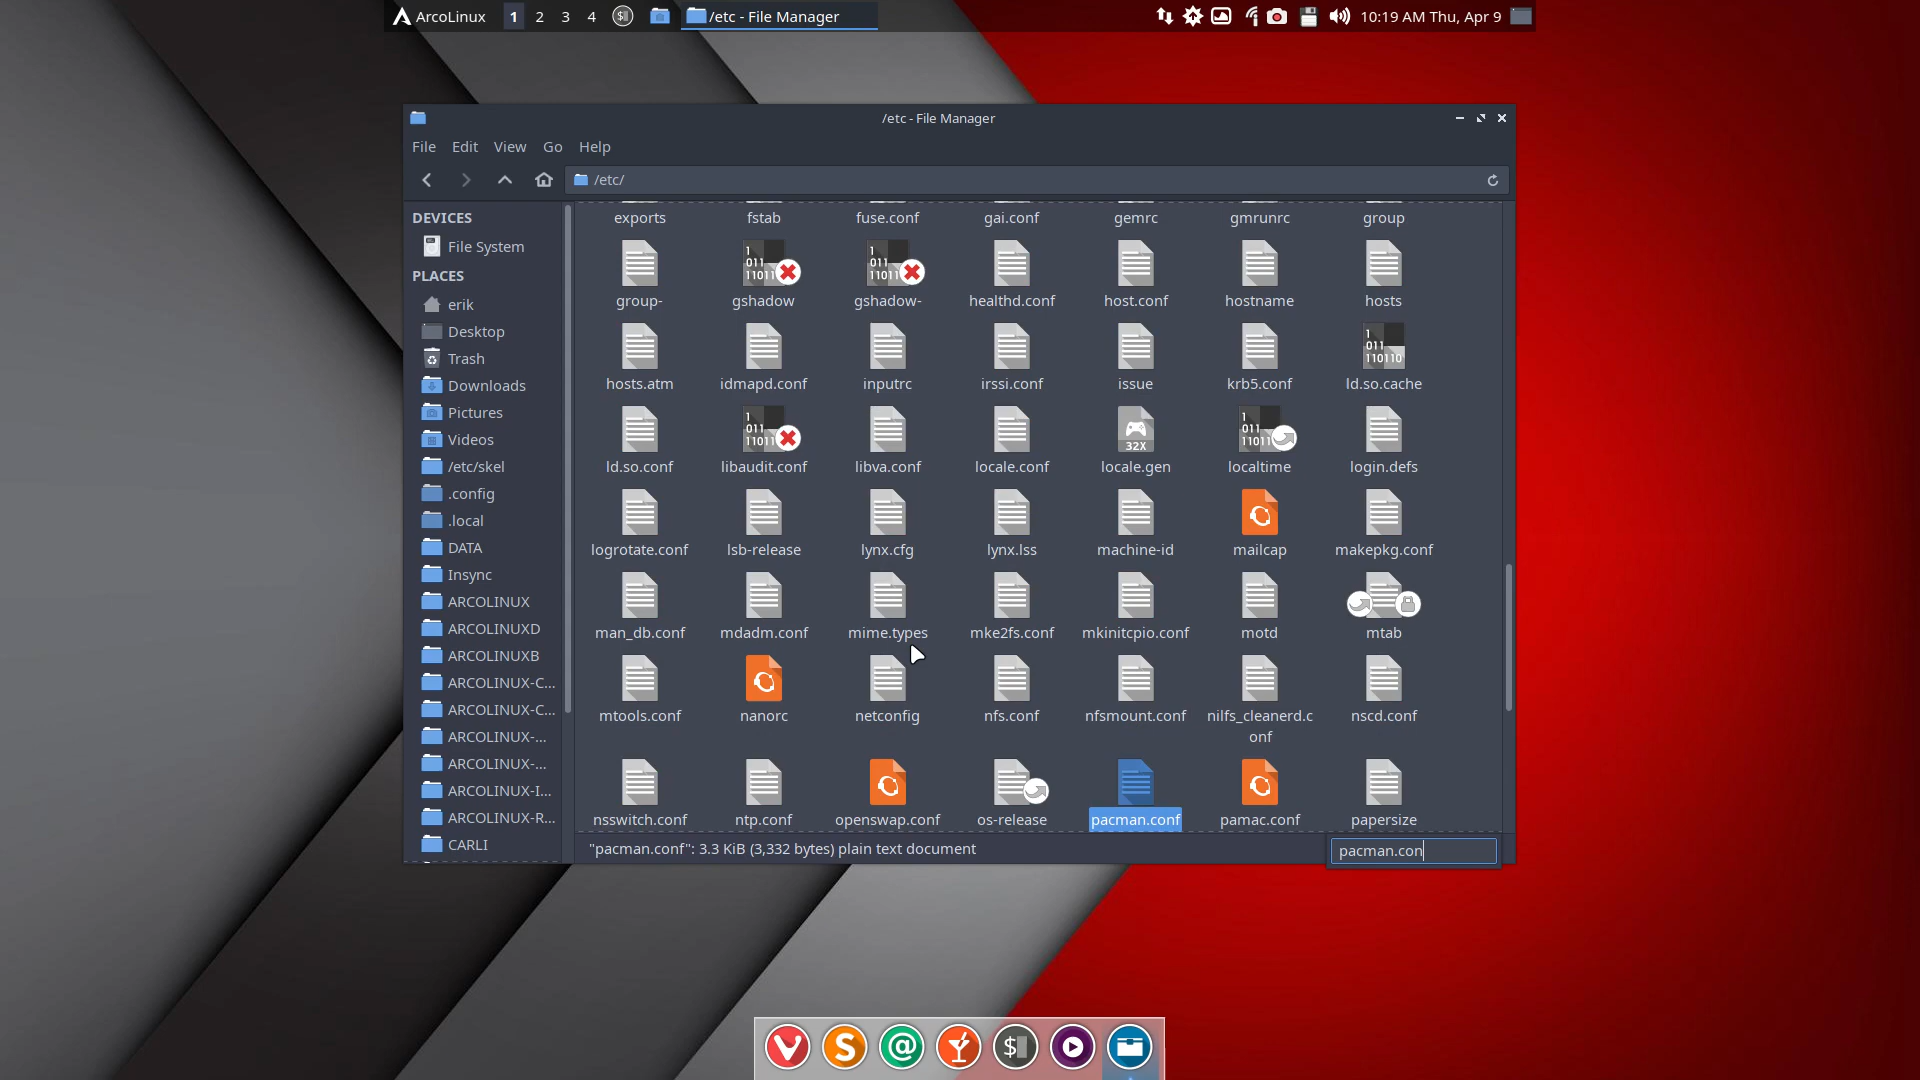 ArcoLinux 1 2 3 4 /etc - File Manager 10:19 AM Thu, Apr 9
/etc - File Manager
File Edit View Go Help
/etc/
DEVICES
File System
PLACES
erik
Desktop
Trash
Downloads
Pictures
Videos
/etc/skel
.config
.local
DATA
Insync
ARCOLINUX
ARCOLINUXD
ARCOLINUXB
ARCOLINUX-C...
ARCOLINUX-C...
ARCOLINUX-...
ARCOLINUX-...
ARCOLINUX-I...
ARCOLINUX-R...
CARLI
exports fstab fuse.conf gai.conf gemrc gmrunrc group
group- gshadow gshadow- healthd.conf host.conf hostname hosts
hosts.atm idmapd.conf inputrc irssi.conf issue krb5.conf ld.so.cache
32X
ld.so.conf libaudit.conf libva.conf locale.conf locale.gen localtime login.defs
logrotate.conf lsb-release lynx.cfg lynx.lss machine-id mailcap makepkg.conf
man_db.conf mdadm.conf mime.types mke2fs.conf mkinitcpio.conf motd mtab
mtools.conf nanorc netconfig nfs.conf nfsmount.conf nilfs_cleanerd.c nscd.conf
onf
nsswitch.conf ntp.conf openswap.conf os-release pacman.conf pamac.conf papersize
"pacman.conf": 3.3 KiB (3,332 bytes) plain text document
pacman.con